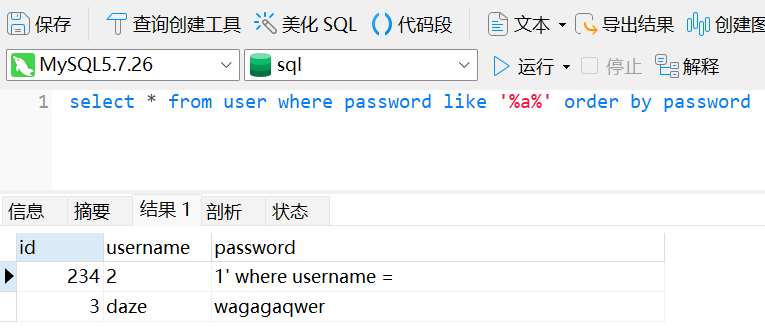 保存 查询创建工具 美化 SQL 代码段 文本 导出结果
MySQL5.7.26 sql 运行 停止 解释
1 select * from user where password like '%a%' order by password
信息 摘要 结果 1 剖析 状态
id username password
234 2 1' where username =
3 daze wagagaqwer